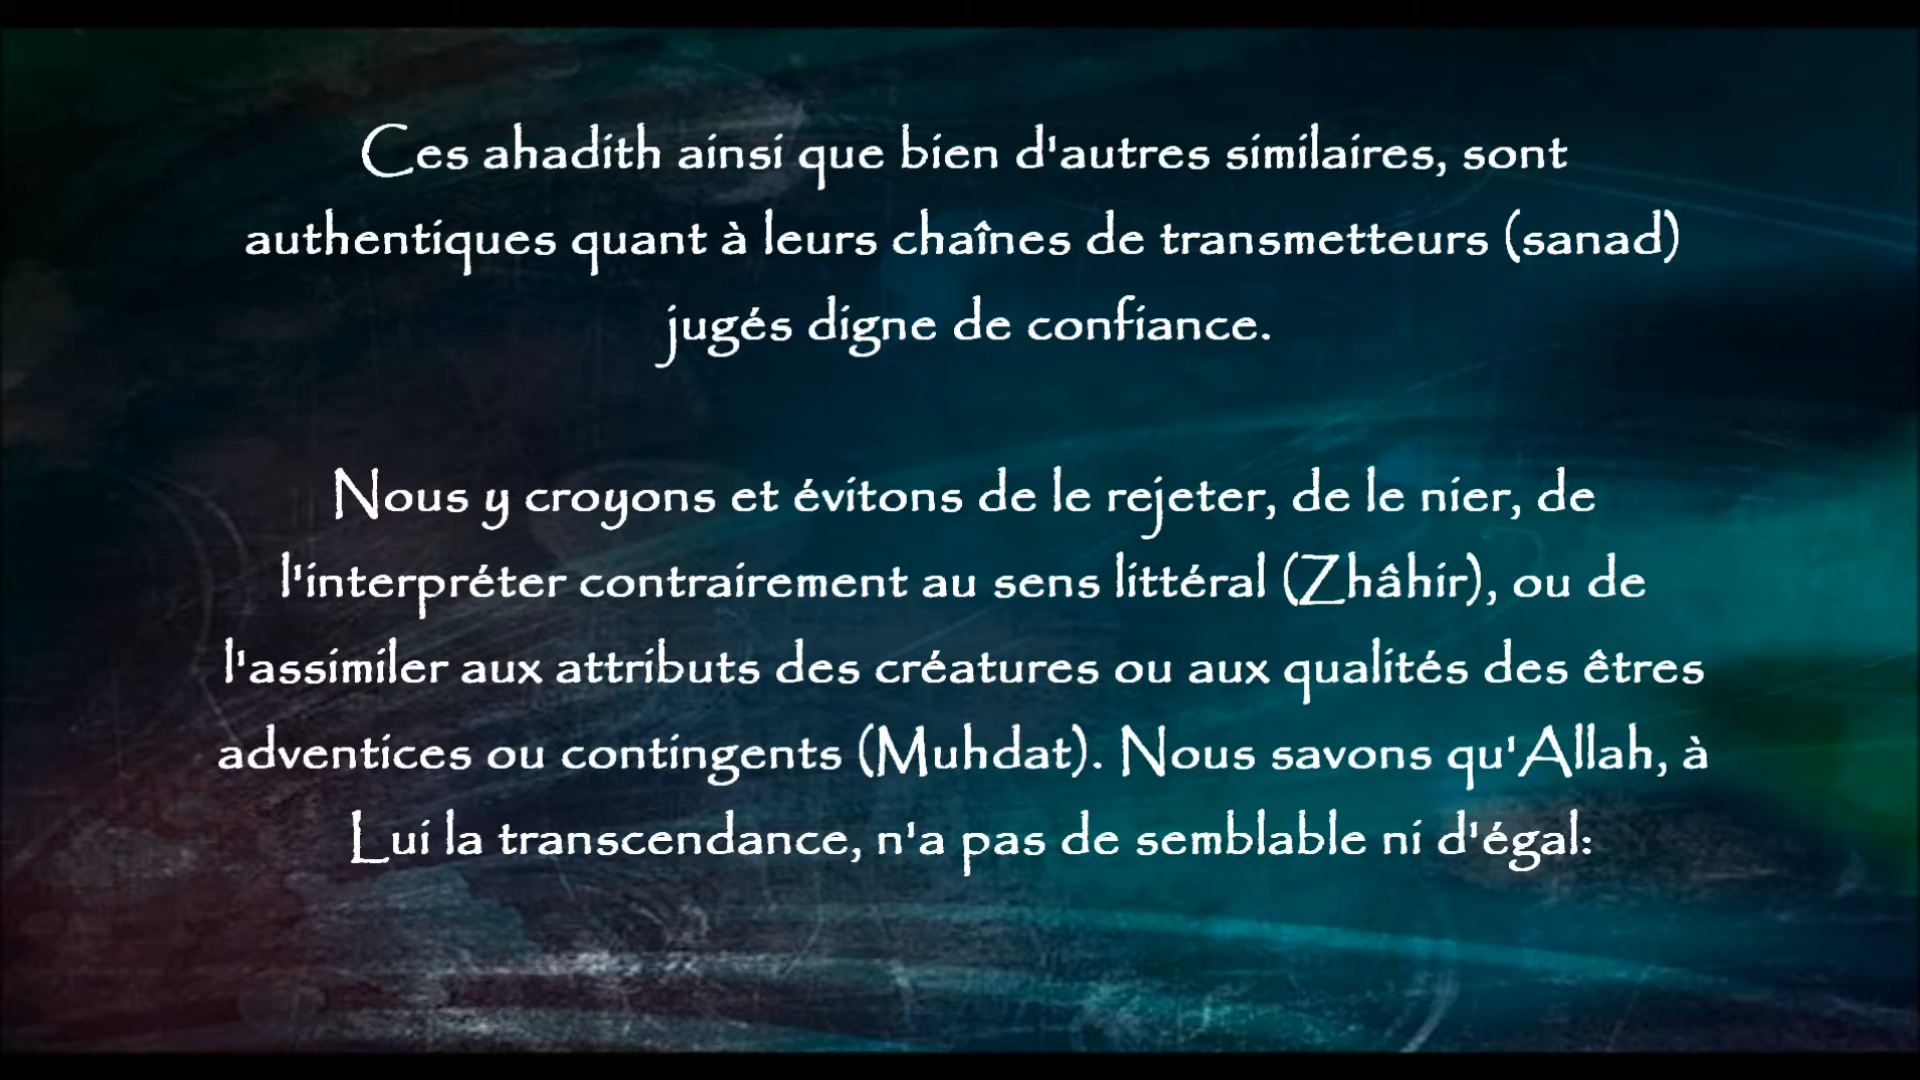 Ces ahadith ainsi que bien d'autres similaires, sont
authentiques quant à leurs chaînes de transmetteurs (sanad)
jugés digne de confiance.
Nous y croyons et évitons de le rejeter, de le nier, de
l'interpréter contrairement au sens littéral (Zhâhir), ou de
l'assimiler aux attributs des créatures ou aux qualités des êtres
adventices ou contingents (Muhdat). Nous savons qu'Allah, à
Lui la transcendance, n'a pas de semblable ni d'égal: